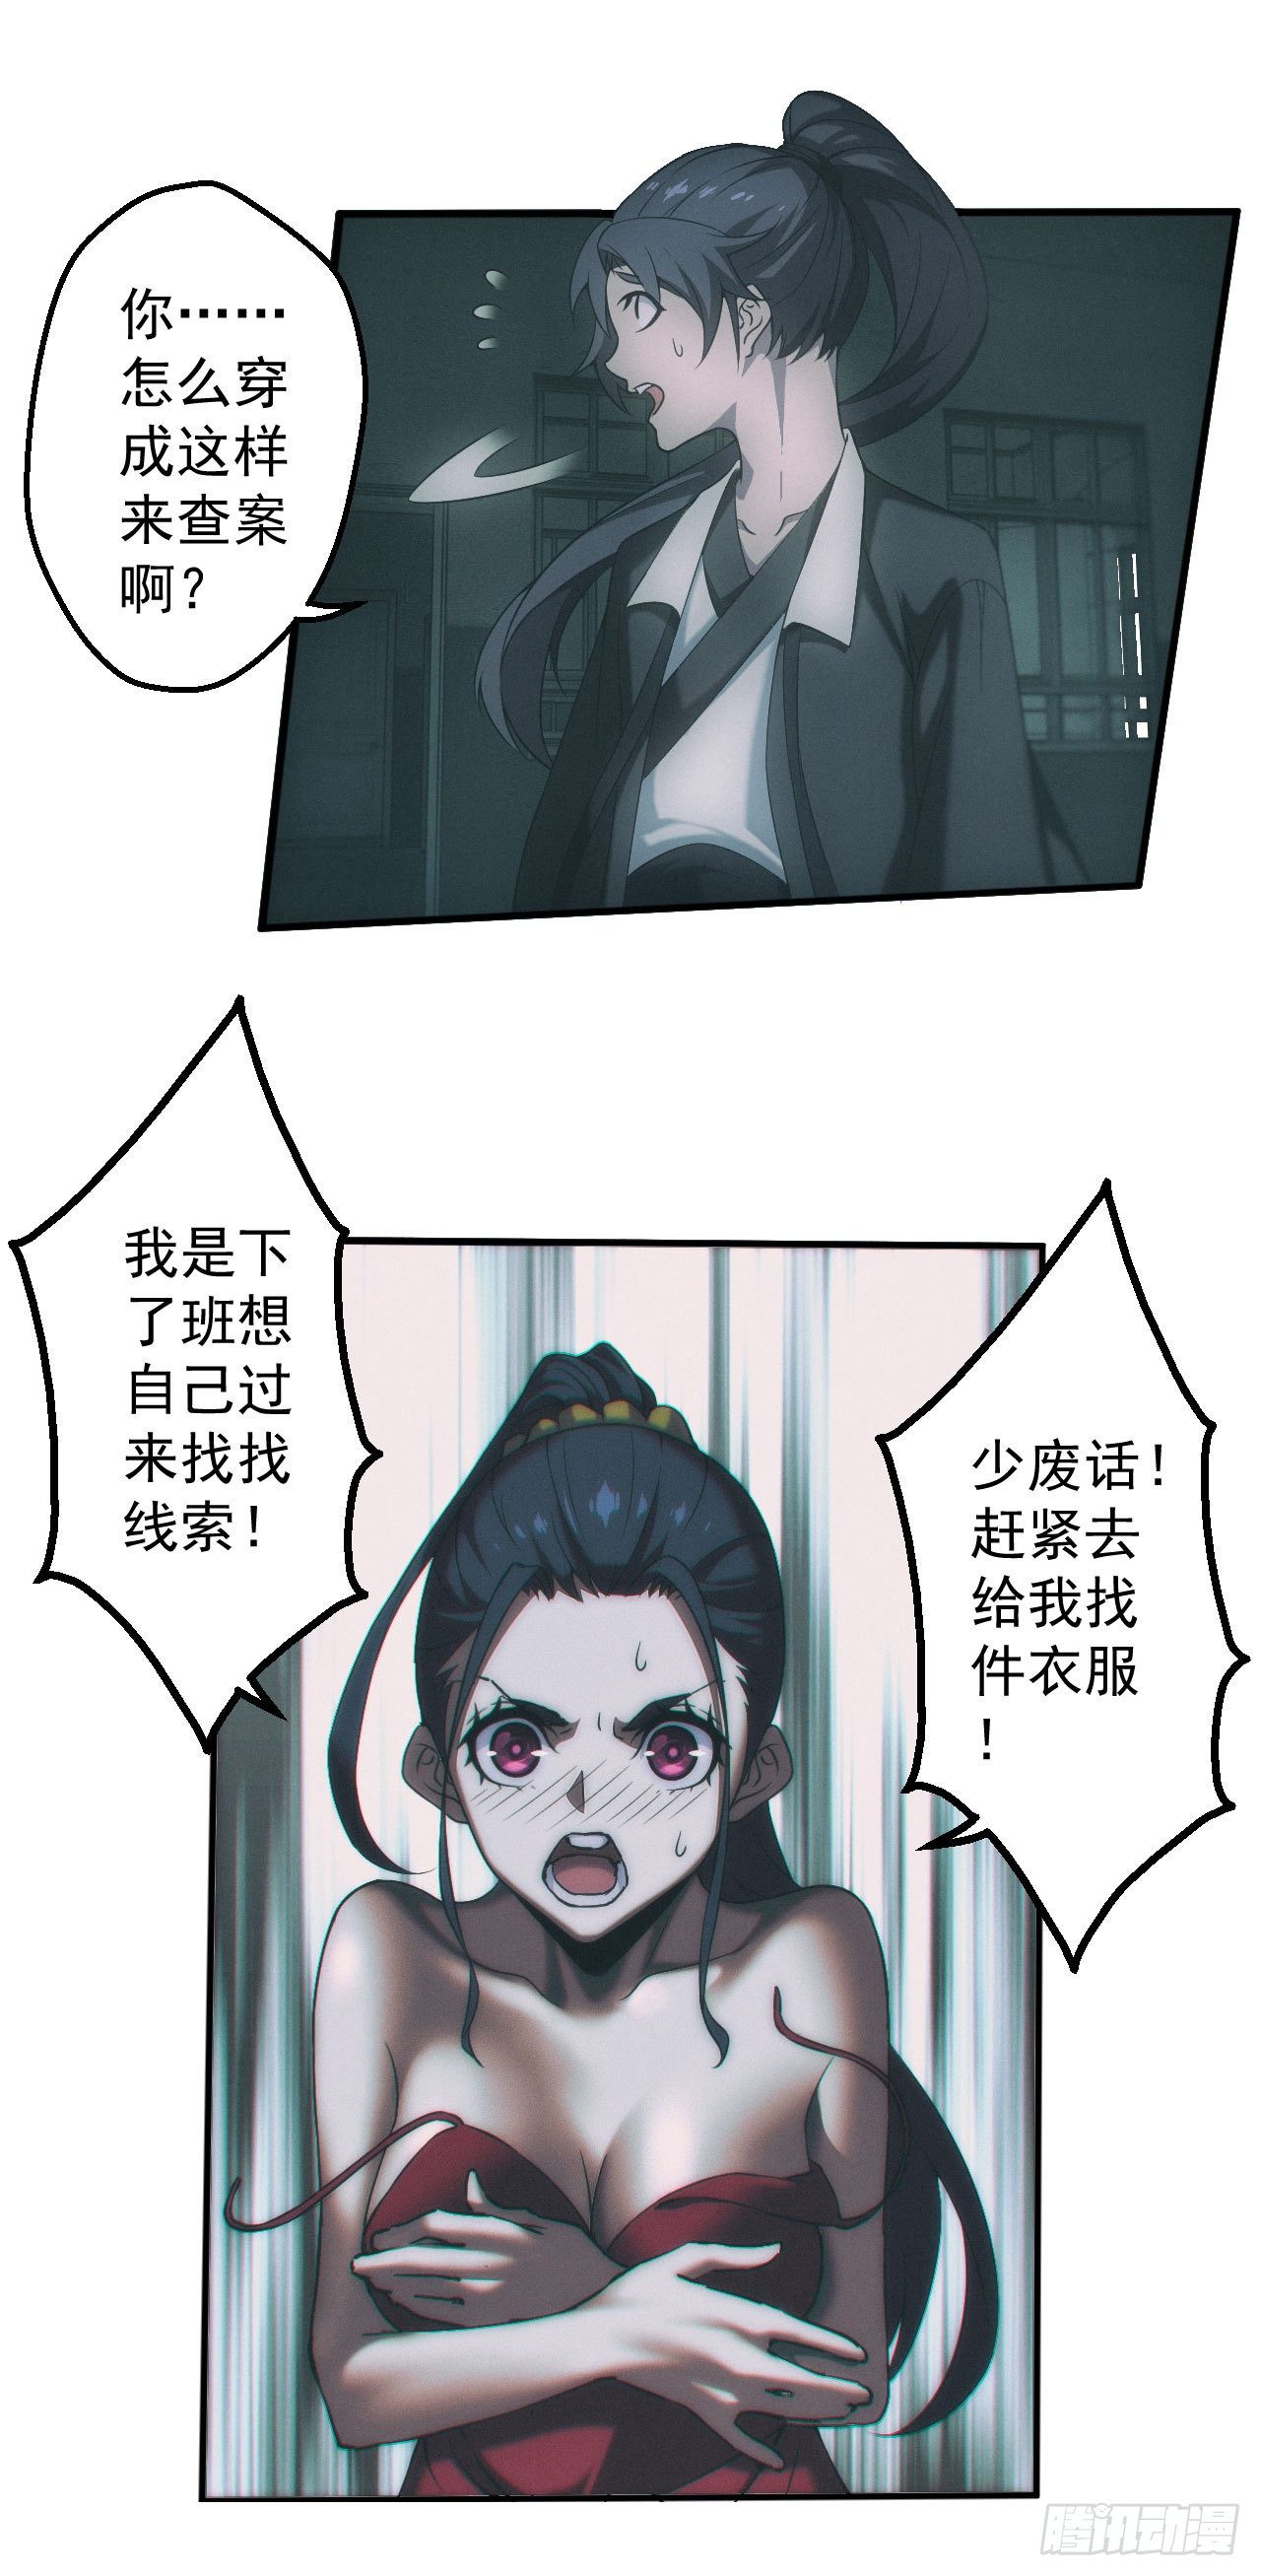 你……
怎么穿
成这样
来查案
啊？
我是下
了班想
自己过
来找找
线索！
少废话！
赶紧去
给我找
件衣服
！
腾讯动漫